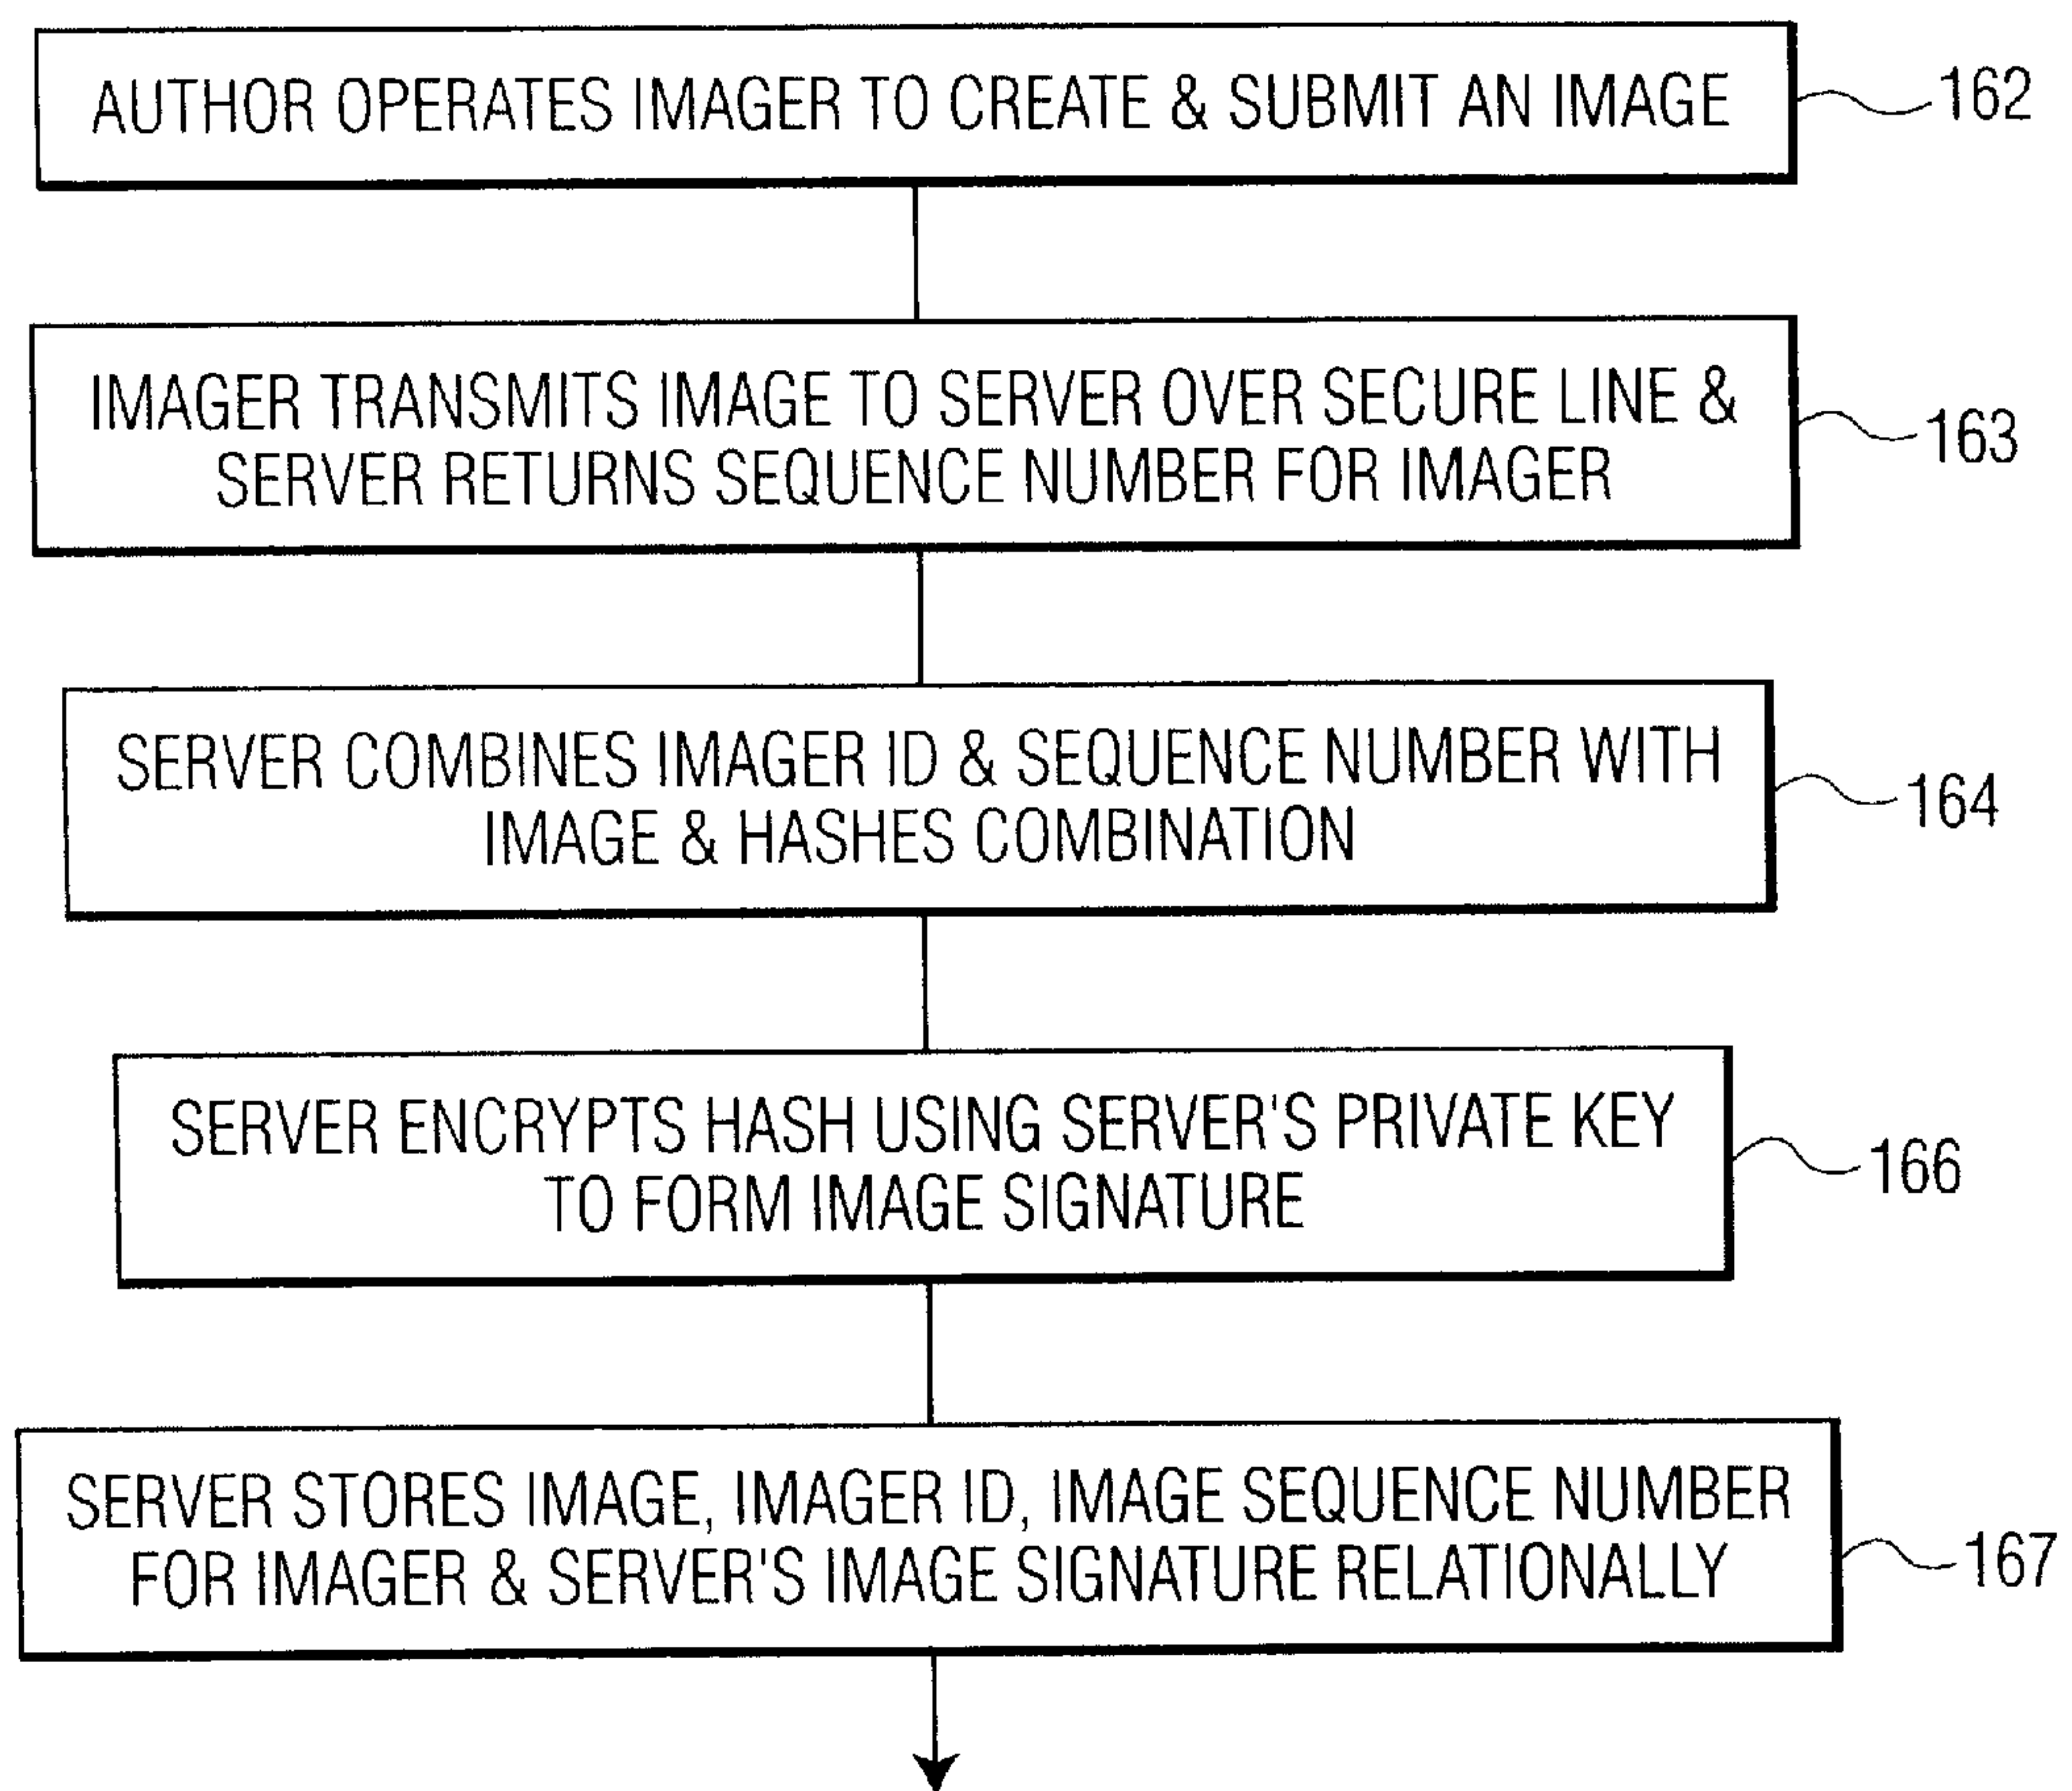 AUTHOR OPERATES IMAGER TO CREATE & SUBMIT AN IMAGE
162
IMAGER TRANSMITS IMAGE TO SERVER OVER SECURE LINE &
SERVER RETURNS SEQUENCE NUMBER FOR IMAGER
163
SERVER COMBINES IMAGER ID & SEQUENCE NUMBER WITH
IMAGE & HASHES COMBINATION
164
SERVER ENCRYPTS HASH USING SERVER'S PRIVATE KEY
TO FORM IMAGE SIGNATURE
166
SERVER STORES IMAGE, IMAGER ID, IMAGE SEQUENCE NUMBER
FOR IMAGER & SERVER'S IMAGE SIGNATURE RELATIONALLY
167